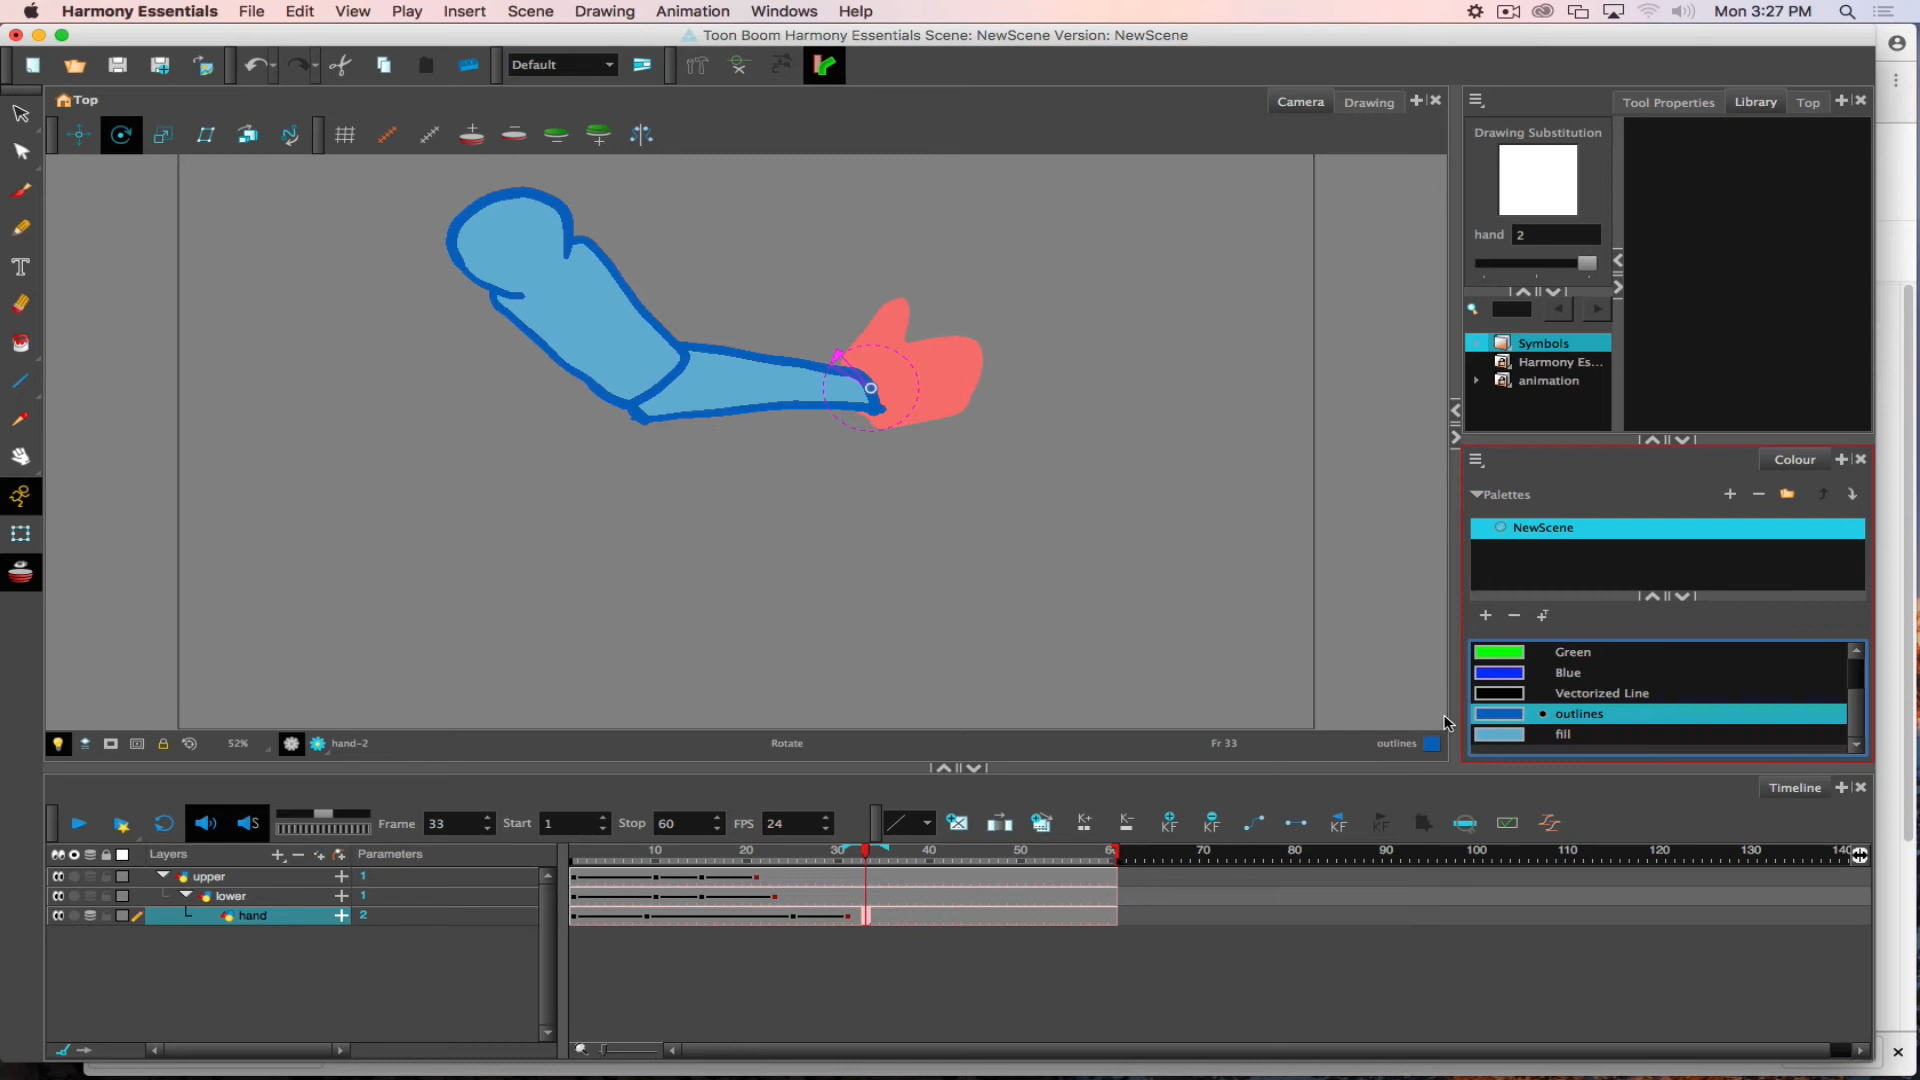 Harmony Essentials File Edit View Play Insert Scene Drawing Animation Windows Help Mon 3:27 PM
Toon Boom Harmony Essentials Scene: NewScene Version: NewScene
Default
Top Camera Drawing Tool Properties Library Top
Drawing Substitution
hand 2
Symbols
Harmony Es...
animation
Colour
Palettes
NewScene
Green
Blue
Vectorized Line
outlines
fill
52% hand-2 Rotate Fr 33 outlines
Timeline
Frame 33 Start 1 Stop 60 FPS 24
Layers Parameters 10 20 30 40 50 70 80 90 100 110 120 130
upper 1
lower 1
hand 2